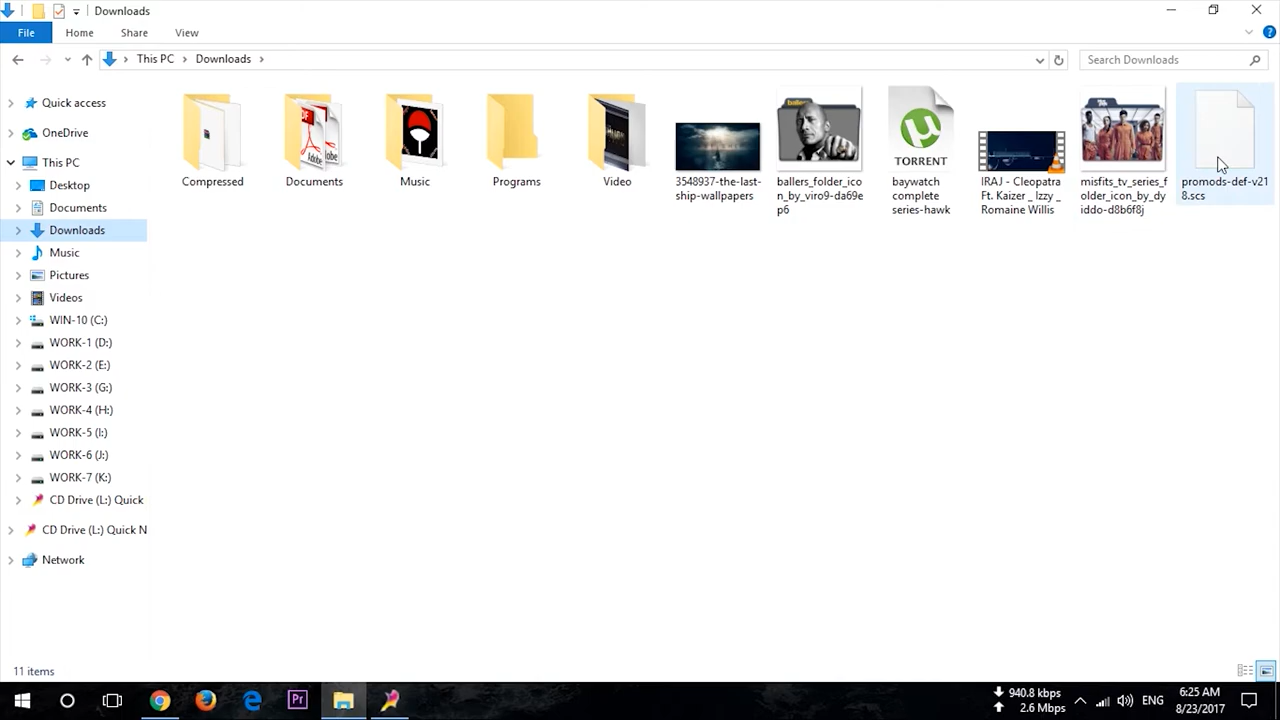 Downloads
File
Home
Share
View
This PC
Downloads
Search Downloads
Quick access
OneDrive
This PC
Desktop
Documents
Downloads
Music
Pictures
Videos
WIN-10 (C:)
WORK-1 (D:)
WORK-2 (E:)
WORK-3 (G:)
WORK-4 (H:)
WORK-5 (I:)
WORK-6 (J:)
WORK-7 (K:)
CD Drive (L:) Quick
CD Drive (L:) Quick N
Network
Compressed
Adobe
Documents
Music
Programs
Video
3548937-the-last-
ship-wallpapers
ballers
ballers_folder_ico
n_by_viro9-da69e
p6
TORRENT
baywatch
complete
series-hawk
IRAJ - Cleopatra
Ft. Kaizer _ Izzy _
Romaine Willis
misfits_tv_series_f
older_icon_by_dy
iddo-d8b6f8j
promods-def-v21
8.scs
11 items
Pr
940.8 kbps
2.6 Mbps
ENG
6:25 AM
8/23/2017